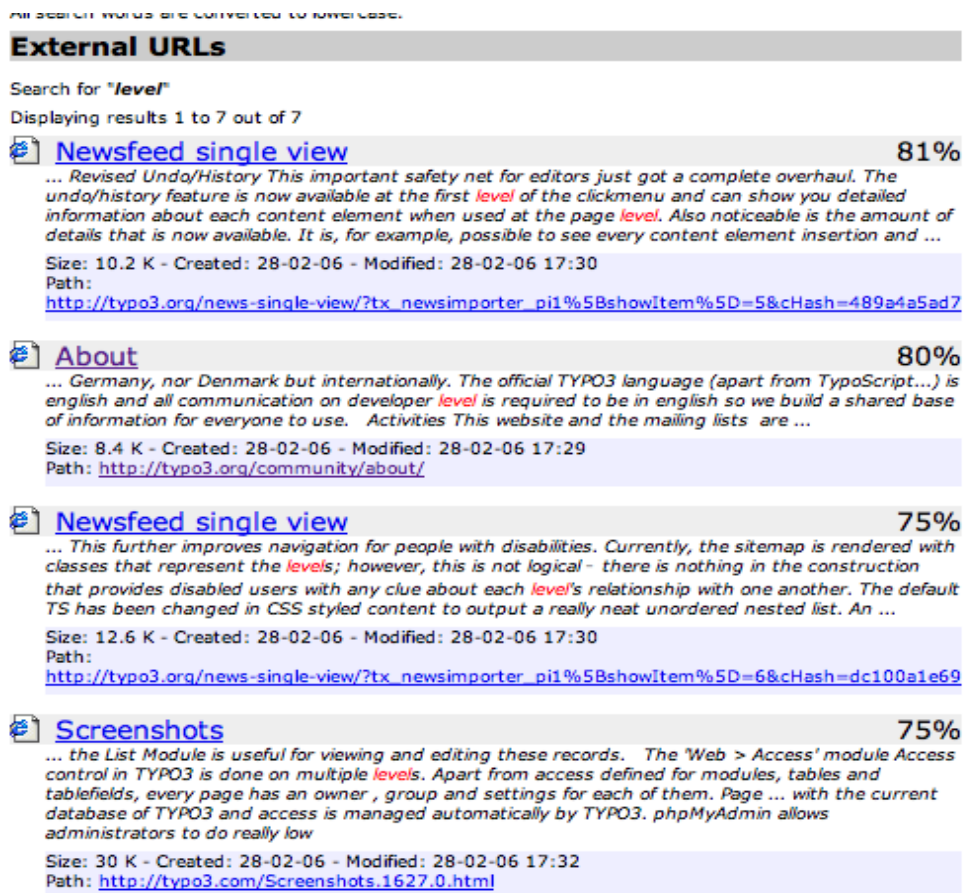 All search words are converted to lowercase.
External URLs
Search for "level"
Displaying results 1 to 7 out of 7
Newsfeed single view 81%
... Revised Undo/History This important safety net for editors just got a complete overhaul. The
undo/history feature is now available at the first level of the clickmenu and can show you detailed
information about each content element when used at the page level. Also noticeable is the amount of
details that is now available. It is, for example, possible to see every content element insertion and ...
Size: 10.2 K - Created: 28-02-06 - Modified: 28-02-06 17:30
Path:
http://typo3.org/news-single-view/?tx_newsimporter_pi1%5BshowItem%5D=5&cHash=489a4a5ad7
About 80%
... Germany, nor Denmark but internationally. The official TYPO3 language (apart from TypoScript...) is
english and all communication on developer level is required to be in english so we build a shared base
of information for everyone to use. Activities This website and the mailing lists are ...
Size: 8.4 K - Created: 28-02-06 - Modified: 28-02-06 17:29
Path: http://typo3.org/community/about/
Newsfeed single view 75%
... This further improves navigation for people with disabilities. Currently, the sitemap is rendered with
classes that represent the levels; however, this is not logical - there is nothing in the construction
that provides disabled users with any clue about each level's relationship with one another. The default
TS has been changed in CSS styled content to output a really neat unordered nested list. An ...
Size: 12.6 K - Created: 28-02-06 - Modified: 28-02-06 17:30
Path:
http://typo3.org/news-single-view/?tx_newsimporter_pi1%5BshowItem%5D=6&cHash=dc100a1e69
Screenshots 75%
... the List Module is useful for viewing and editing these records. The 'Web > Access' module Access
control in TYPO3 is done on multiple levels. Apart from access defined for modules, tables and
tablefields, every page has an owner , group and settings for each of them. Page ... with the current
database of TYPO3 and access is managed automatically by TYPO3. phpMyAdmin allows
administrators to do really low
Size: 30 K - Created: 28-02-06 - Modified: 28-02-06 17:32
Path: http://typo3.com/Screenshots.1627.0.html